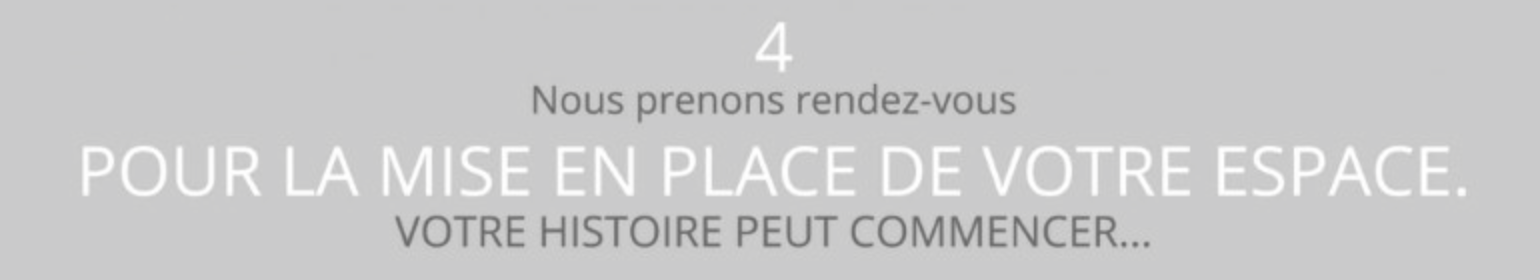 4
Nous prenons rendez-vous
POUR LA MISE EN PLACE DE VOTRE ESPACE.
VOTRE HISTOIRE PEUT COMMENCER...